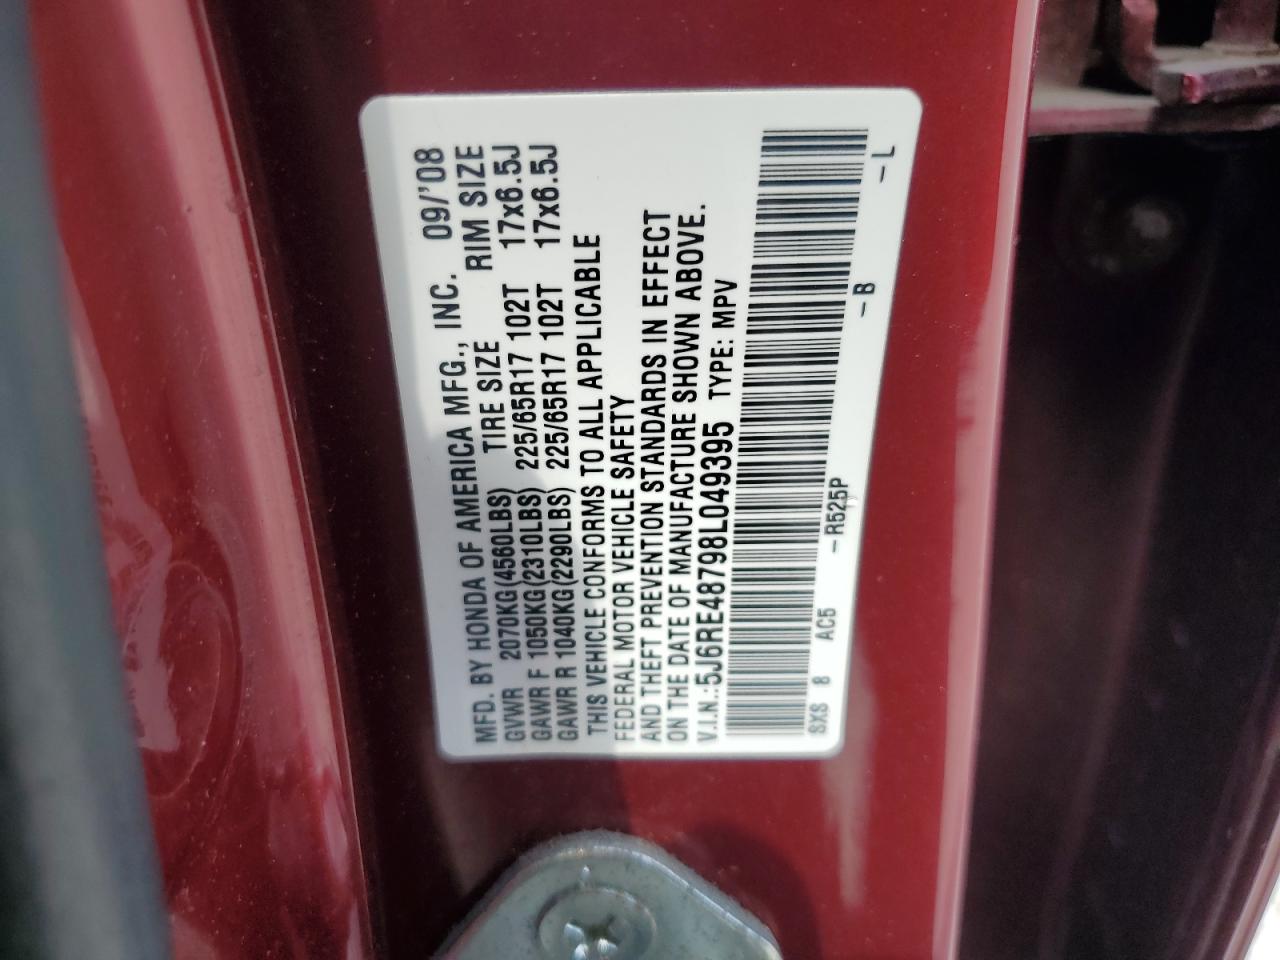 MFD. BY HONDA OF AMERICA MFG., INC. 09/'08
GVWR 2070KG(4560LBS) TIRE SIZE RIM SIZE
GAWR F 1050KG(2310LBS) 225/65R17 102T 17x6.5J
GAWR R 1040KG(2290LBS) 225/65R17 102T 17x6.5J
THIS VEHICLE CONFORMS TO ALL APPLICABLE
FEDERAL MOTOR VEHICLE SAFETY
AND THEFT PREVENTION STANDARDS IN EFFECT
ON THE DATE OF MANUFACTURE SHOWN ABOVE.
V.I.N.:5J6RE48798L049395 TYPE: MPV
SXS 8 AC5 -R525P -B -L